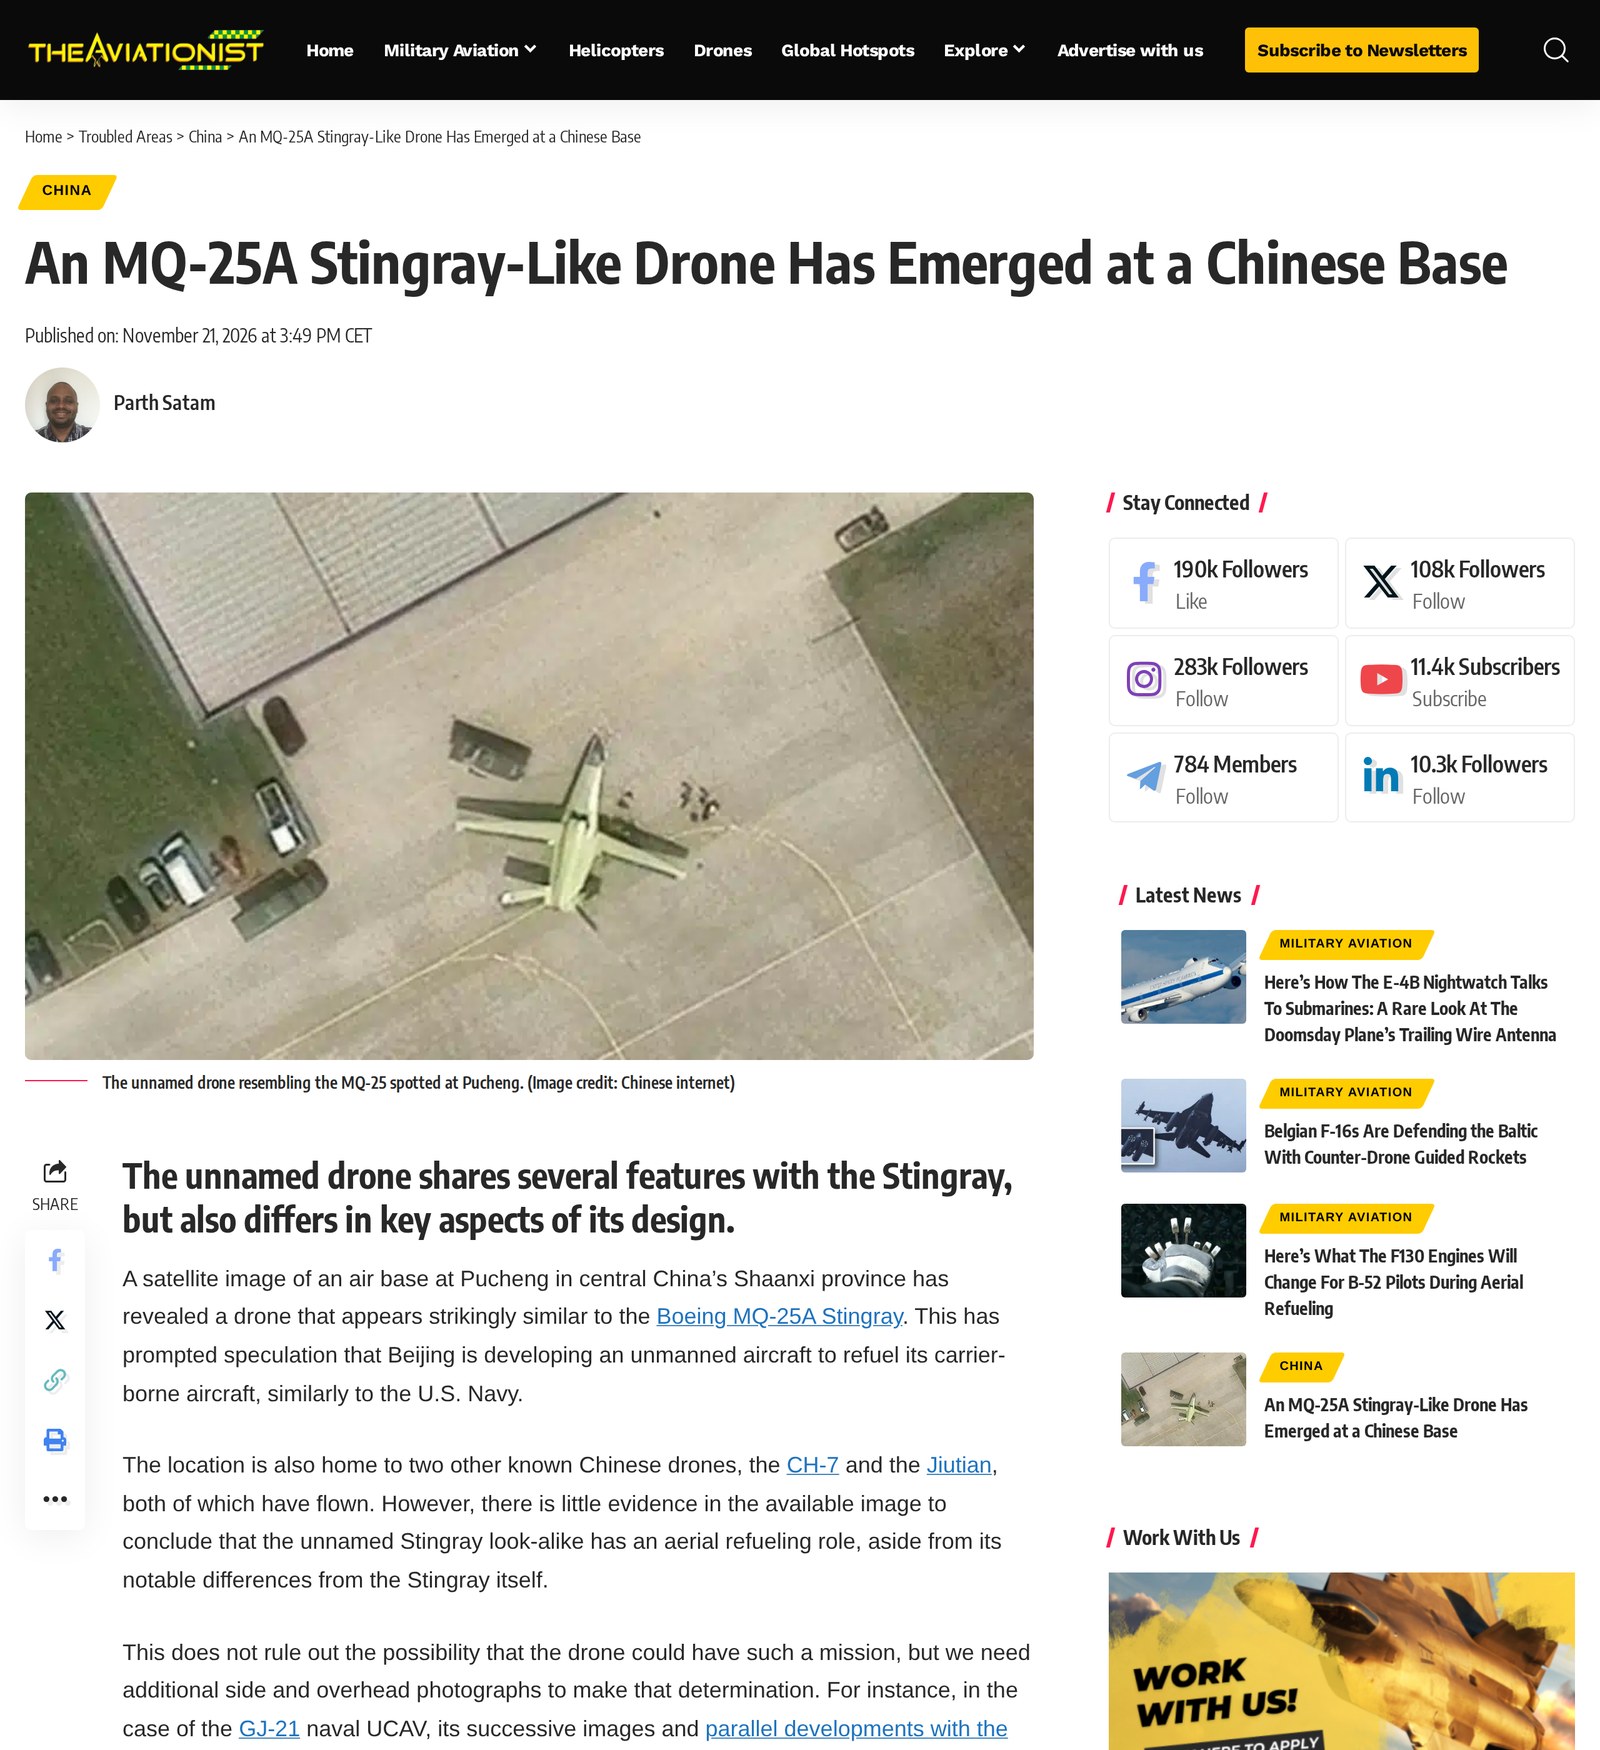 THEAVIATIONIST
Home
Military Aviation
Helicopters
Drones
Global Hotspots
Explore
Advertise with us
Subscribe to Newsletters
Home > Troubled Areas > China > An MQ-25A Stingray-Like Drone Has Emerged at a Chinese Base
CHINA
An MQ-25A Stingray-Like Drone Has Emerged at a Chinese Base
Published on: November 21, 2026 at 3:49 PM CET
Parth Satam
The unnamed drone resembling the MQ-25 spotted at Pucheng. (Image credit: Chinese internet)
SHARE
The unnamed drone shares several features with the Stingray,
but also differs in key aspects of its design.
A satellite image of an air base at Pucheng in central China’s Shaanxi province has
revealed a drone that appears strikingly similar to the Boeing MQ-25A Stingray. This has
prompted speculation that Beijing is developing an unmanned aircraft to refuel its carrier-
borne aircraft, similarly to the U.S. Navy.
The location is also home to two other known Chinese drones, the CH-7 and the Jiutian,
both of which have flown. However, there is little evidence in the available image to
conclude that the unnamed Stingray look-alike has an aerial refueling role, aside from its
notable differences from the Stingray itself.
This does not rule out the possibility that the drone could have such a mission, but we need
additional side and overhead photographs to make that determination. For instance, in the
case of the GJ-21 naval UCAV, its successive images and parallel developments with the
Stay Connected
190k Followers
Like
108k Followers
Follow
283k Followers
Follow
11.4k Subscribers
Subscribe
784 Members
Follow
10.3k Followers
Follow
Latest News
MILITARY AVIATION
Here’s How The E-4B Nightwatch Talks
To Submarines: A Rare Look At The
Doomsday Plane’s Trailing Wire Antenna
MILITARY AVIATION
Belgian F-16s Are Defending the Baltic
With Counter-Drone Guided Rockets
MILITARY AVIATION
Here’s What The F130 Engines Will
Change For B-52 Pilots During Aerial
Refueling
CHINA
An MQ-25A Stingray-Like Drone Has
Emerged at a Chinese Base
Work With Us
WORK
WITH US!
TO APPLY